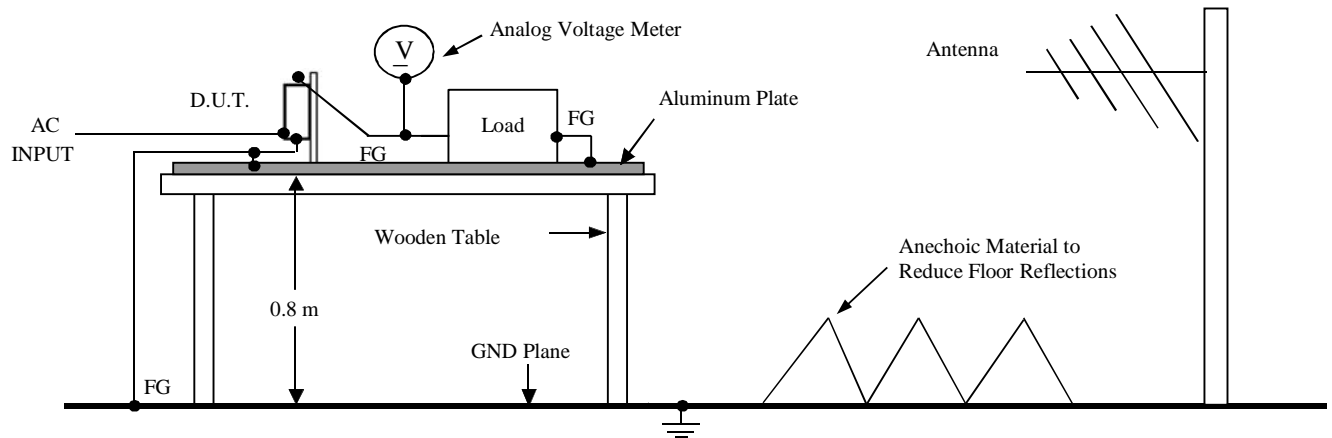 Analog Voltage Meter
V
Antenna
D.U.T.
Aluminum Plate
AC
INPUT
Load
FG
FG
Wooden Table
Anechoic Material to
Reduce Floor Reflections
0.8 m
GND Plane
FG